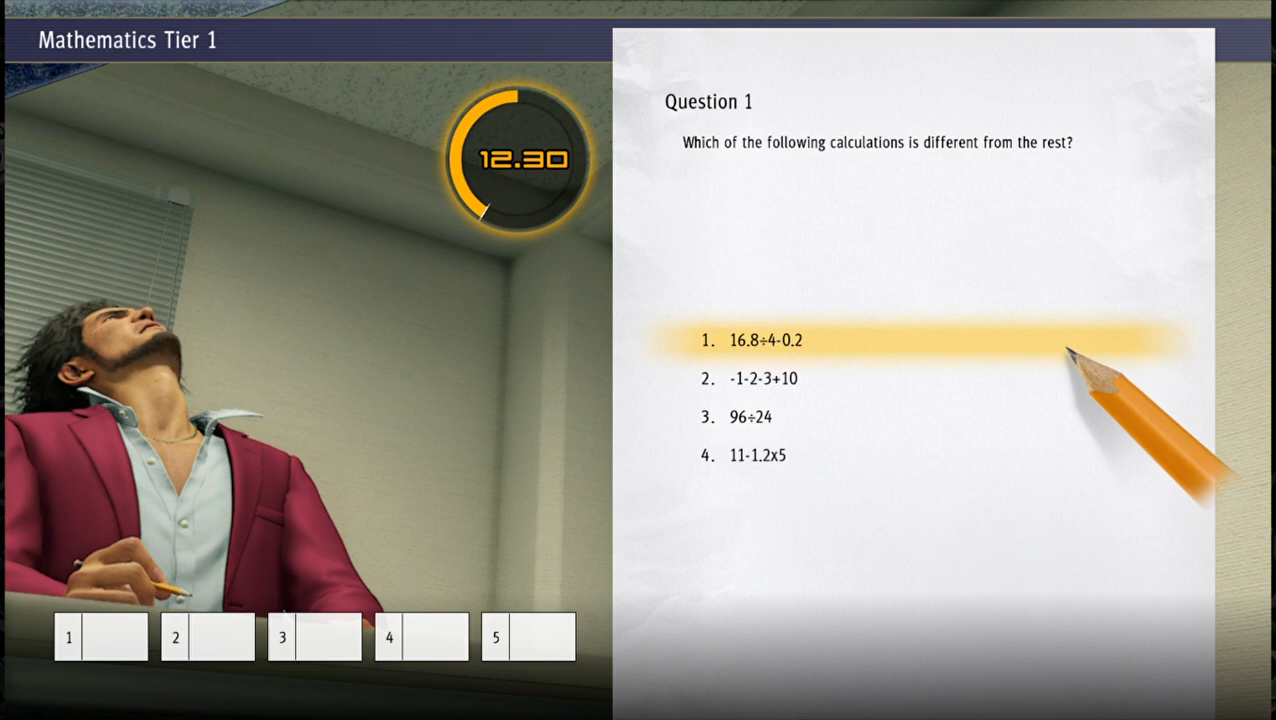 Mathematics Tier 1
12.30
Question 1
Which of the following calculations is different from the rest?
1. 16.8÷4-0.2
2. -1-2-3+10
3. 96÷24
4. 11-1.2x5
1 2 3 4 5